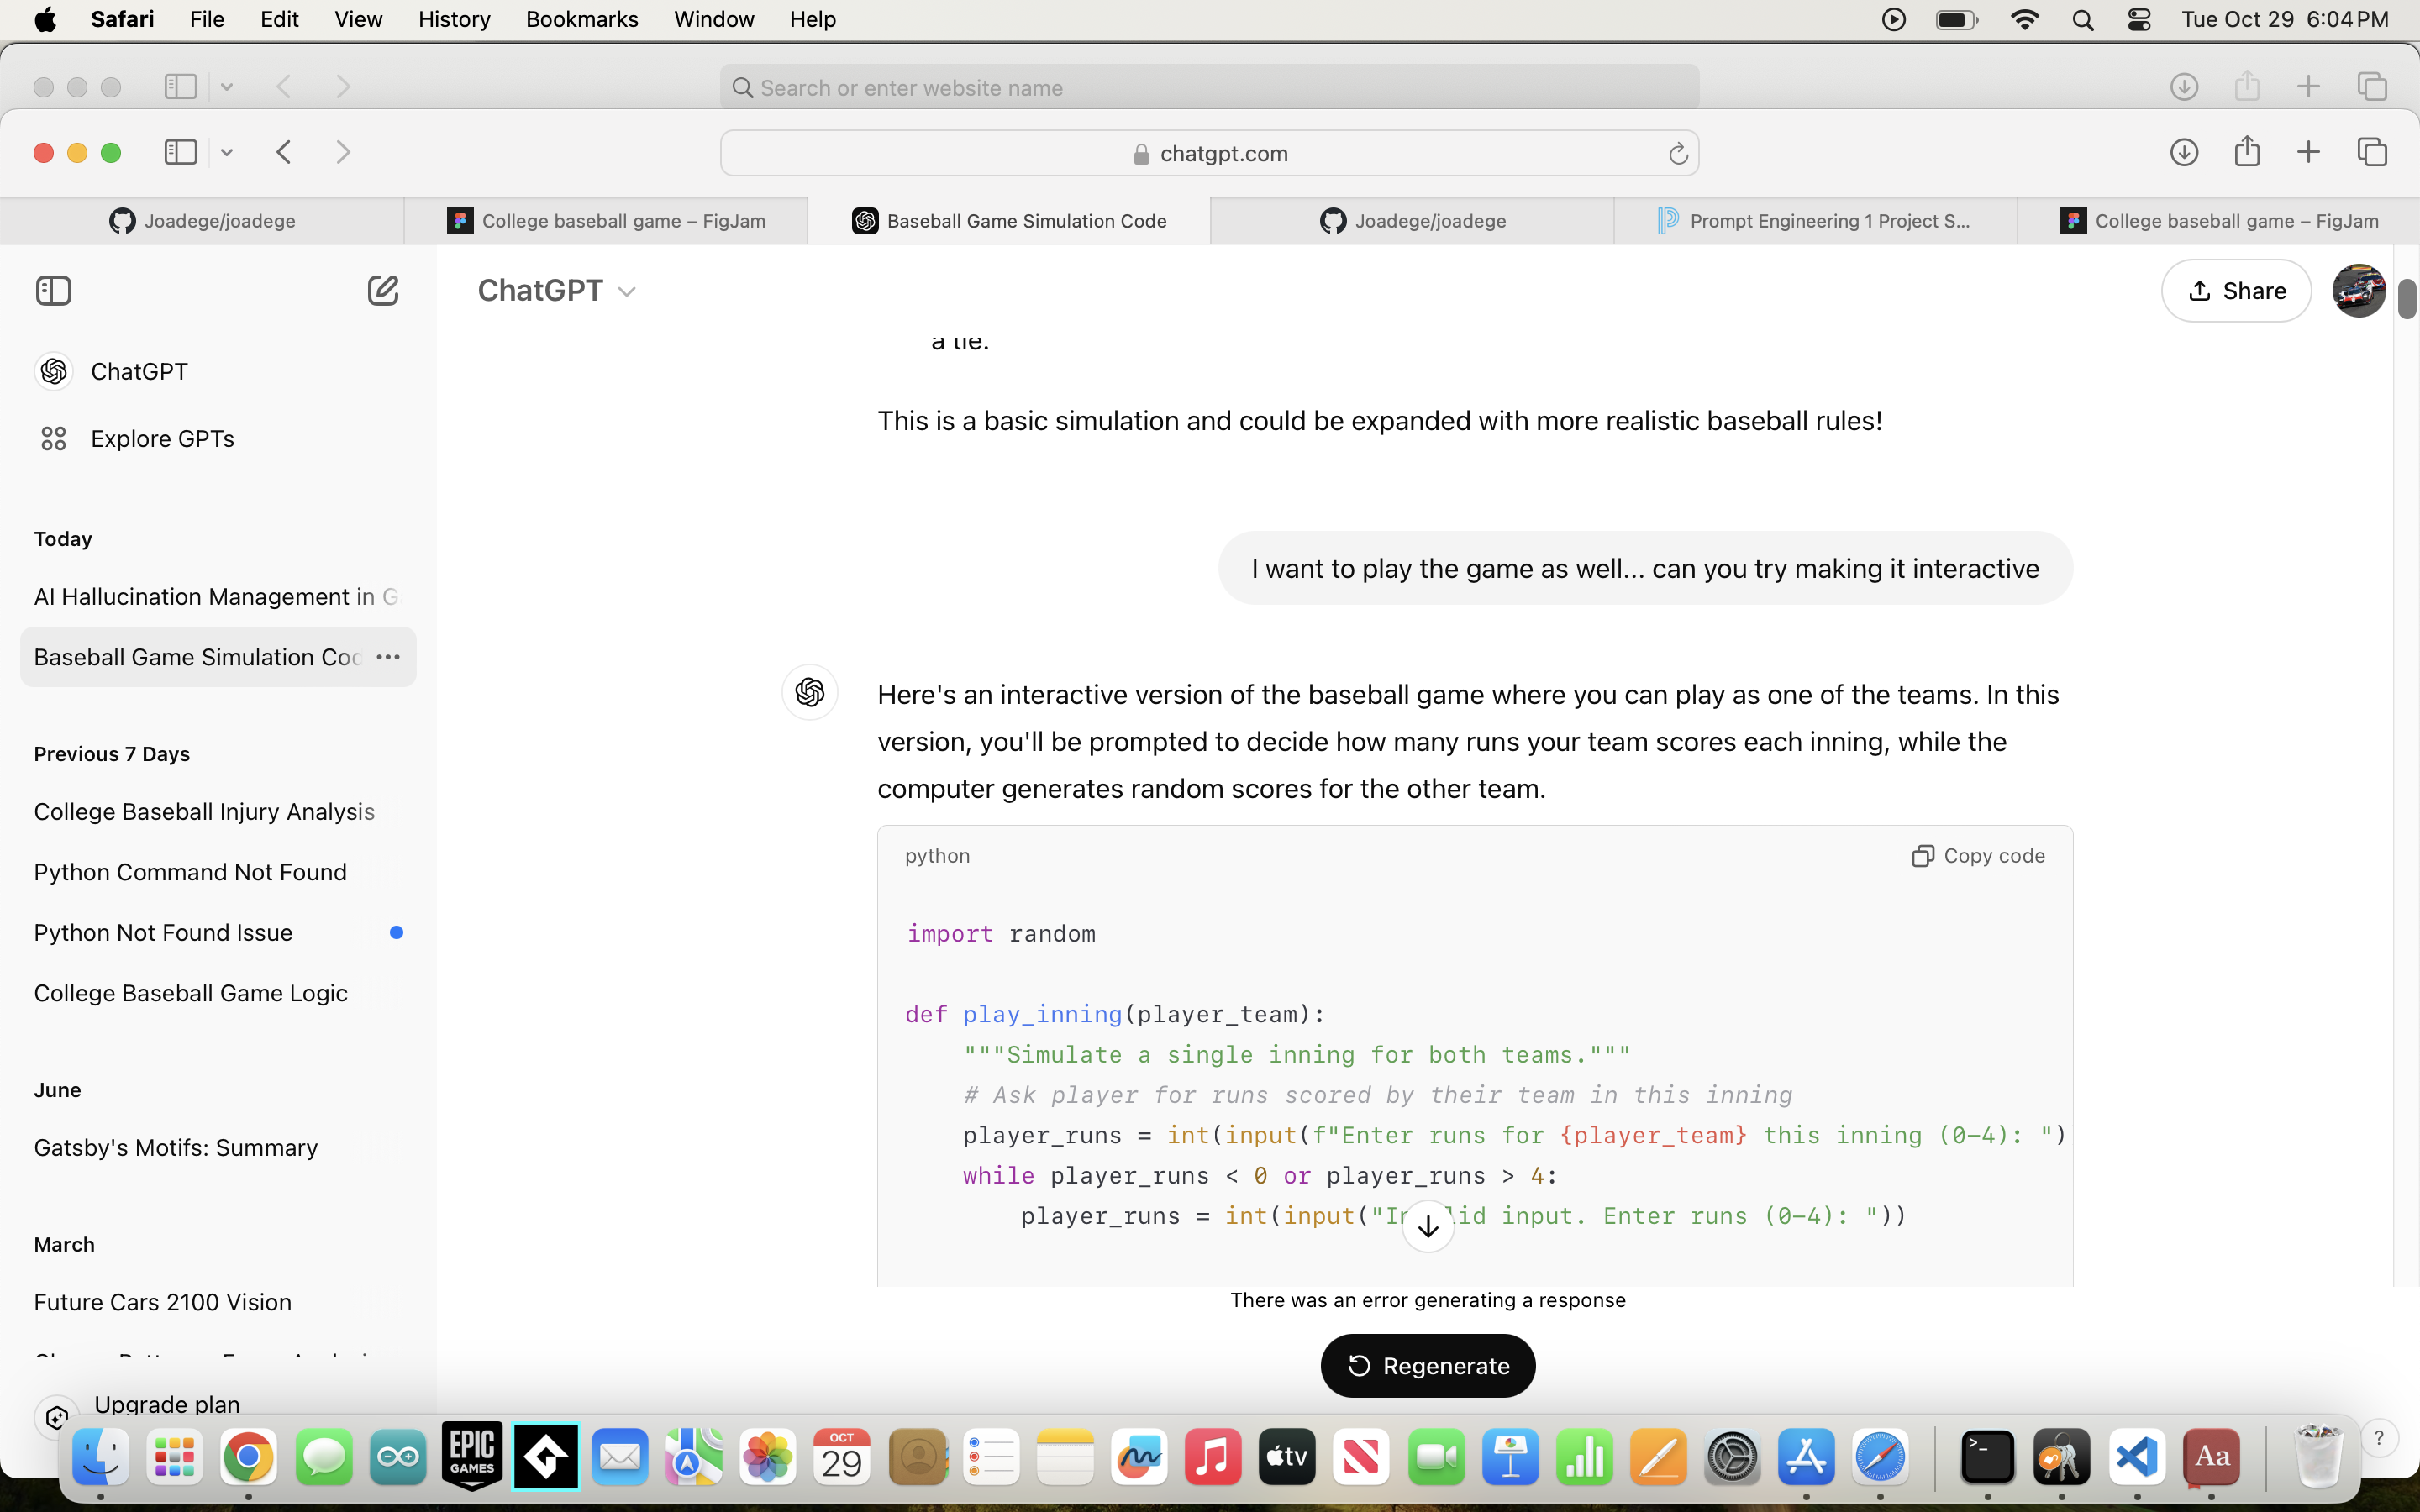 Safari File Edit View History Bookmarks Window Help Tue Oct 29 6:04 PM
Search or enter website name
chatgpt.com
Joadege/joadege College baseball game – FigJam Baseball Game Simulation Code Joadege/joadege Prompt Engineering 1 Project S... College baseball game – FigJam
ChatGPT Share
ChatGPT
Explore GPTs
Today
AI Hallucination Management in G
Baseball Game Simulation Coc
Previous 7 Days
College Baseball Injury Analysis
Python Command Not Found
Python Not Found Issue
College Baseball Game Logic
June
Gatsby's Motifs: Summary
March
Future Cars 2100 Vision
Upgrade plan
a tie.
This is a basic simulation and could be expanded with more realistic baseball rules!
I want to play the game as well... can you try making it interactive
Here's an interactive version of the baseball game where you can play as one of the teams. In this
version, you'll be prompted to decide how many runs your team scores each inning, while the
computer generates random scores for the other team.
python Copy code
import random
def play_inning(player_team):
"""Simulate a single inning for both teams."""
# Ask player for runs scored by their team in this inning
player_runs = int(input(f"Enter runs for {player_team} this inning (0-4): ")
while player_runs < 0 or player_runs > 4:
player_runs = int(input("Invalid input. Enter runs (0-4): "))
There was an error generating a response
Regenerate
?
EPIC GAMES
OCT
29
tv
Aa